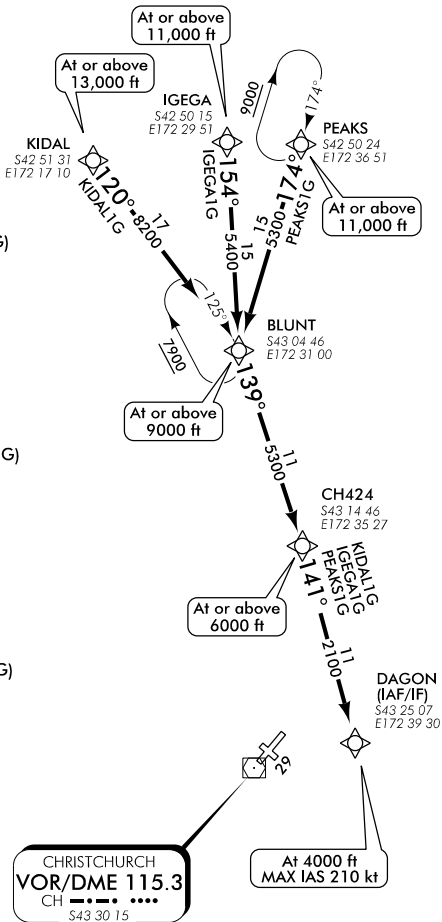 At or above
11,000 ft
At or above
13,000 ft
IGEGA
S42 50 15
E172 29 51
9000
174°
PEAKS
S42 50 24
E172 36 51
KIDAL
S42 51 31
E172 17 10
At or above
11,000 ft
120°
8200
17
KIDAL1G
154°
5400
15
IGEGA1G
174°
5300
15
PEAKS1G
G)
125°
7900
BLUNT
S43 04 46
E172 31 00
At or above
9000 ft
139°
5300
11
G)
CH424
S43 14 46
E172 35 27
KIDAL1G
IGEGA1G
PEAKS1G
141°
2100
11
At or above
6000 ft
G)
DAGON
(IAF/IF)
S43 25 07
E172 39 30
29
At 4000 ft
MAX IAS 210 kt
CHRISTCHURCH
VOR/DME 115.3
CH
S43 30 15